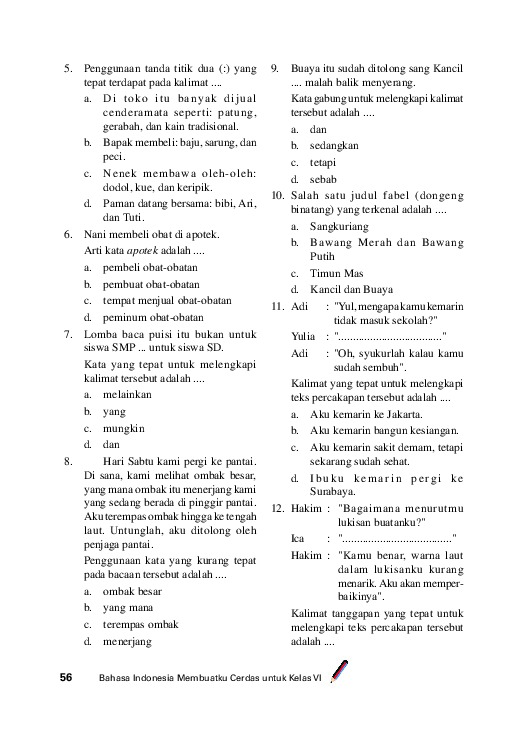 5. Penggunaan tanda titik dua (:) yang
tepat terdapat pada kalimat ....
a. Di toko itu banyak dijual
cenderamata seperti: patung,
gerabah, dan kain tradisional.
b. Bapak membeli: baju, sarung, dan
peci.
c. Nenek membawa oleh-oleh:
dodol, kue, dan keripik.
d. Paman datang bersama: bibi, Ari,
dan Tuti.
6. Nani membeli obat di apotek.
Arti kata apotek adalah ....
a. pembeli obat-obatan
b. pembuat obat-obatan
c. tempat menjual obat-obatan
d. peminum obat-obatan
7. Lomba baca puisi itu bukan untuk
siswa SMP ... untuk siswa SD.
Kata yang tepat untuk melengkapi
kalimat tersebut adalah ....
a. melainkan
b. yang
c. mungkin
d. dan
8. Hari Sabtu kami pergi ke pantai.
Di sana, kami melihat ombak besar,
yang mana ombak itu menerjang kami
yang sedang berada di pinggir pantai.
Aku terempas ombak hingga ke tengah
laut. Untunglah, aku ditolong oleh
penjaga pantai.
Penggunaan kata yang kurang tepat
pada bacaan tersebut adalah ....
a. ombak besar
b. yang mana
c. terempas ombak
d. menerjang
9. Buaya itu sudah ditolong sang Kancil
.... malah balik menyerang.
Kata gabung untuk melengkapi kalimat
tersebut adalah ....
a. dan
b. sedangkan
c. tetapi
d. sebab
10. Salah satu judul fabel (dongeng
binatang) yang terkenal adalah ....
a. Sangkuriang
b. Bawang Merah dan Bawang
Putih
c. Timun Mas
d. Kancil dan Buaya
11. Adi : "Yul, mengapa kamu kemarin
tidak masuk sekolah?"
Yulia : "..................................."
Adi : "Oh, syukurlah kalau kamu
sudah sembuh".
Kalimat yang tepat untuk melengkapi
teks percakapan tersebut adalah ....
a. Aku kemarin ke Jakarta.
b. Aku kemarin bangun kesiangan.
c. Aku kemarin sakit demam, tetapi
sekarang sudah sehat.
d. Ibuku kemarin pergi ke
Surabaya.
12. Hakim : "Bagaimana menurutmu
lukisan buatanku?"
Ica : "....................................."
Hakim : "Kamu benar, warna laut
dalam lukisanku kurang
menarik. Aku akan memper-
baikinya".
Kalimat tanggapan yang tepat untuk
melengkapi teks percakapan tersebut
adalah ....
56 Bahasa Indonesia Membuatku Cerdas untuk Kelas VI